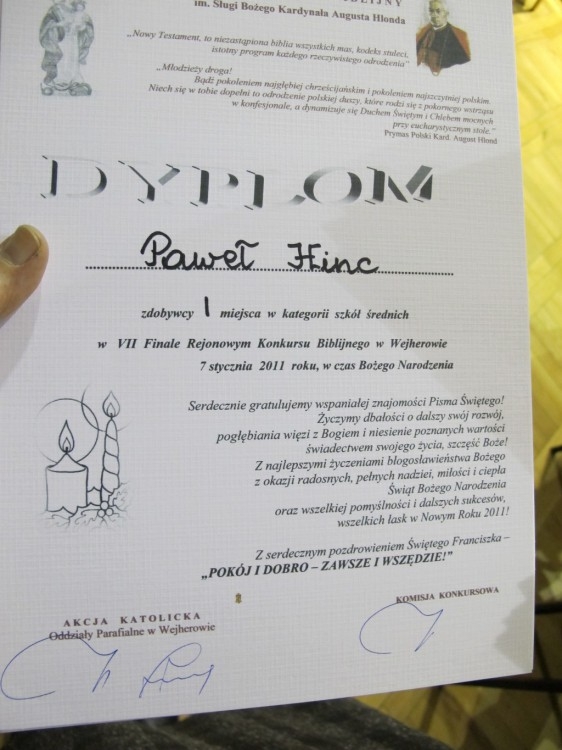 im. Sługi Bożego Kardynała Augusta Hlonda
„Nowy Testament, to niezastąpiona biblia wszystkich mas, kodeks stuleci,
istotny program każdego rzeczywistego odrodzenia”
„Młodzieży droga!
Bądź pokoleniem najgłębiej chrześcijańskim i pokoleniem najszczytniej polskim.
Niech się w tobie dopełni to odrodzenie polskiej duszy, które rodzi się z pokornego wstrząsu
w konfesjonale, a dynamizuje się Duchem Świętym i Chlebem mocnych
przy eucharystycznym stole.”
Prymas Polski Kard. August Hlond
DYPLOM
Paweł Hinc
zdobywcy I miejsca w kategorii szkół średnich
w VII Finale Rejonowym Konkursu Biblijnego w Wejherowie
7 stycznia 2011 roku, w czas Bożego Narodzenia
Serdecznie gratulujemy wspaniałej znajomości Pisma Świętego!
Życzymy dbałości o dalszy swój rozwój,
pogłębiania więzi z Bogiem i niesienie poznanych wartości
świadectwem swojego życia, szczęść Boże!
Z najlepszymi życzeniami błogosławieństwa Bożego
z okazji radosnych, pełnych nadziei, miłości i ciepła
Świąt Bożego Narodzenia
oraz wszelkiej pomyślności i dalszych sukcesów,
wszelkich łask w Nowym Roku 2011!
Z serdecznym pozdrowieniem Świętego Franciszka –
„POKÓJ I DOBRO – ZAWSZE I WSZĘDZIE!”
AKCJA KATOLICKA
Oddziały Parafialne w Wejherowie
KOMISJA KONKURSOWA